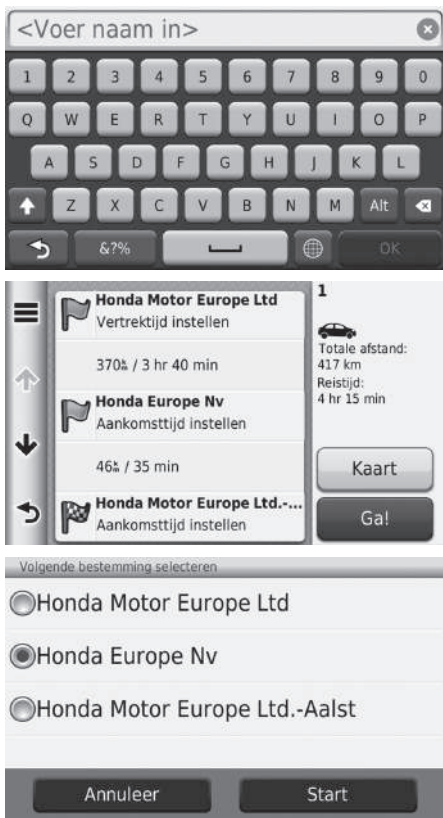 <Voer naam in>
1 2 3 4 5 6 7 8 9 0
Q W E R T Y U I O P
A S D F G H J K L
Z X C V B N M Alt
&?% OK
Honda Motor Europe Ltd
Vertrektijd instellen
370 km / 3 hr 40 min
Honda Europe Nv
Aankomsttijd instellen
46 km / 35 min
Honda Motor Europe Ltd.-...
Aankomsttijd instellen
1
Totale afstand:
417 km
Reistijd:
4 hr 15 min
Kaart
Ga!
Volgende bestemming selecteren
Honda Motor Europe Ltd
Honda Europe Nv
Honda Motor Europe Ltd.-Aalst
Annuleer Start